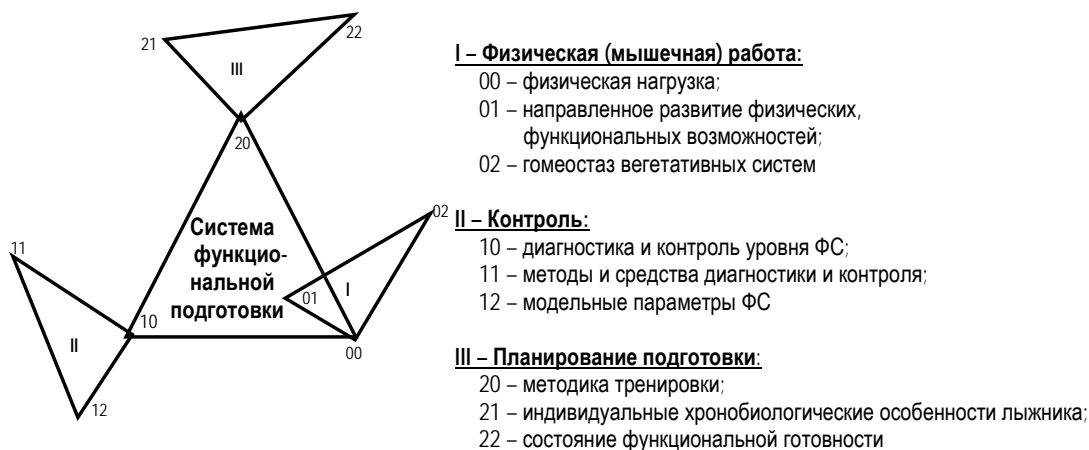 21
22
III
20
Система
функцио-
нальной
подготовки
02
01
I
00
11
10
II
12
I – Физическая (мышечная) работа:
00 – физическая нагрузка;
01 – направленное развитие физических,
функциональных возможностей;
02 – гомеостаз вегетативных систем
II – Контроль:
10 – диагностика и контроль уровня ФС;
11 – методы и средства диагностики и контроля;
12 – модельные параметры ФС
III – Планирование подготовки:
20 – методика тренировки;
21 – индивидуальные хронобиологические особенности лыжника;
22 – состояние функциональной готовности